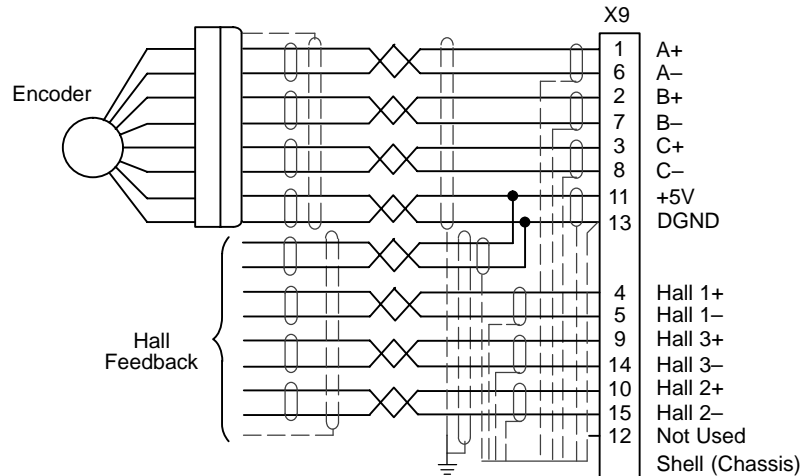 X9
Encoder
1 A+
6 A–
2 B+
7 B–
3 C+
8 C–
11 +5V
13 DGND
Hall
Feedback
4 Hall 1+
5 Hall 1–
9 Hall 3+
14 Hall 3–
10 Hall 2+
15 Hall 2–
12 Not Used
Shell (Chassis)